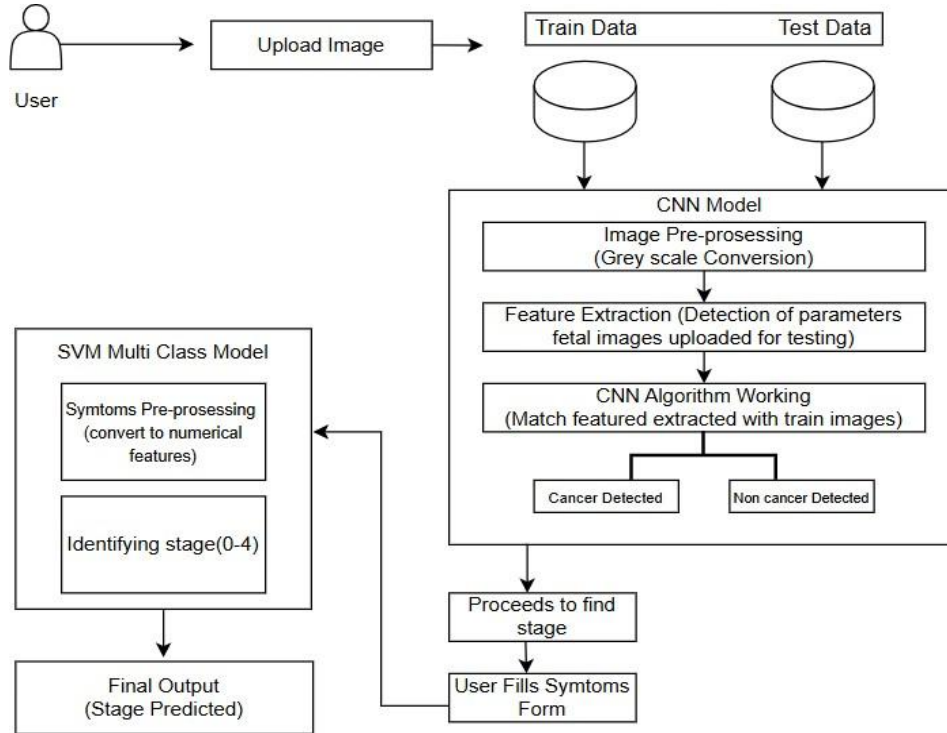 User
Upload Image
Train Data
Test Data
CNN Model
Image Pre-prosessing
(Grey scale Conversion)
Feature Extraction (Detection of parameters
fetal images uploaded for testing)
CNN Algorithm Working
(Match featured extracted with train images)
Cancer Detected
Non cancer Detected
Proceeds to find
stage
User Fills Symtoms
Form
SVM Multi Class Model
Symtoms Pre-prosessing
(convert to numerical
features)
Identifying stage(0-4)
Final Output
(Stage Predicted)